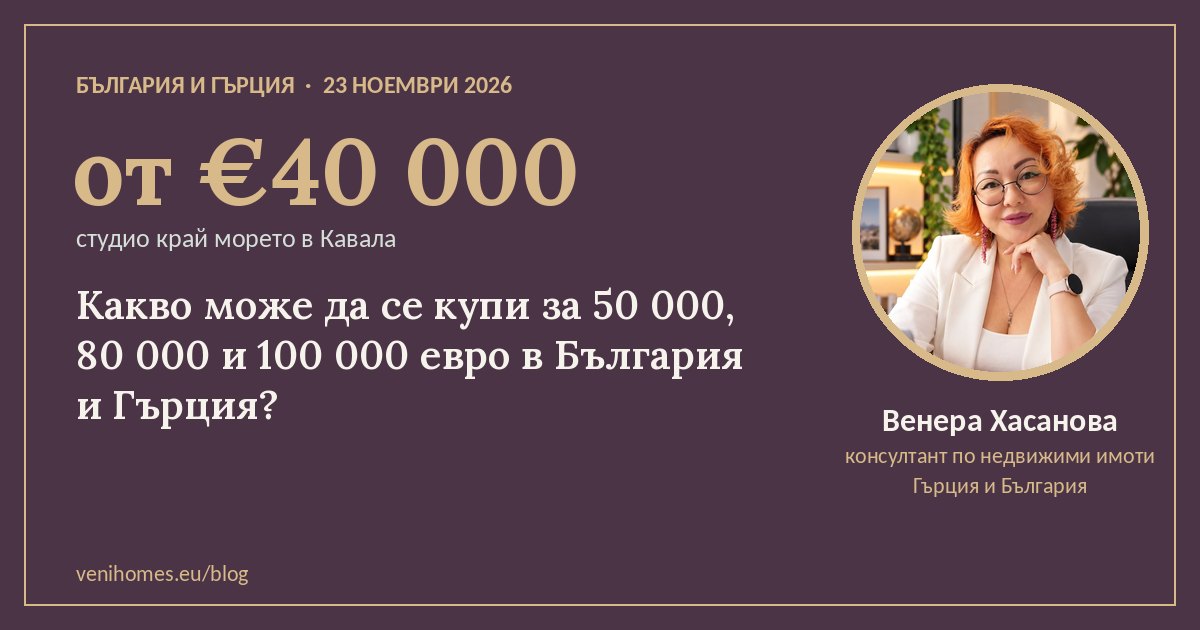 БЪЛГАРИЯ И ГЪРЦИЯ · 23 НОЕМВРИ 2026
от €40 000
студио край морето в Кавала
Какво може да се купи за 50 000,
80 000 и 100 000 евро в България
и Гърция?
Венера Хасанова
консултант по недвижими имоти
Гърция и България
venihomes.eu/blog